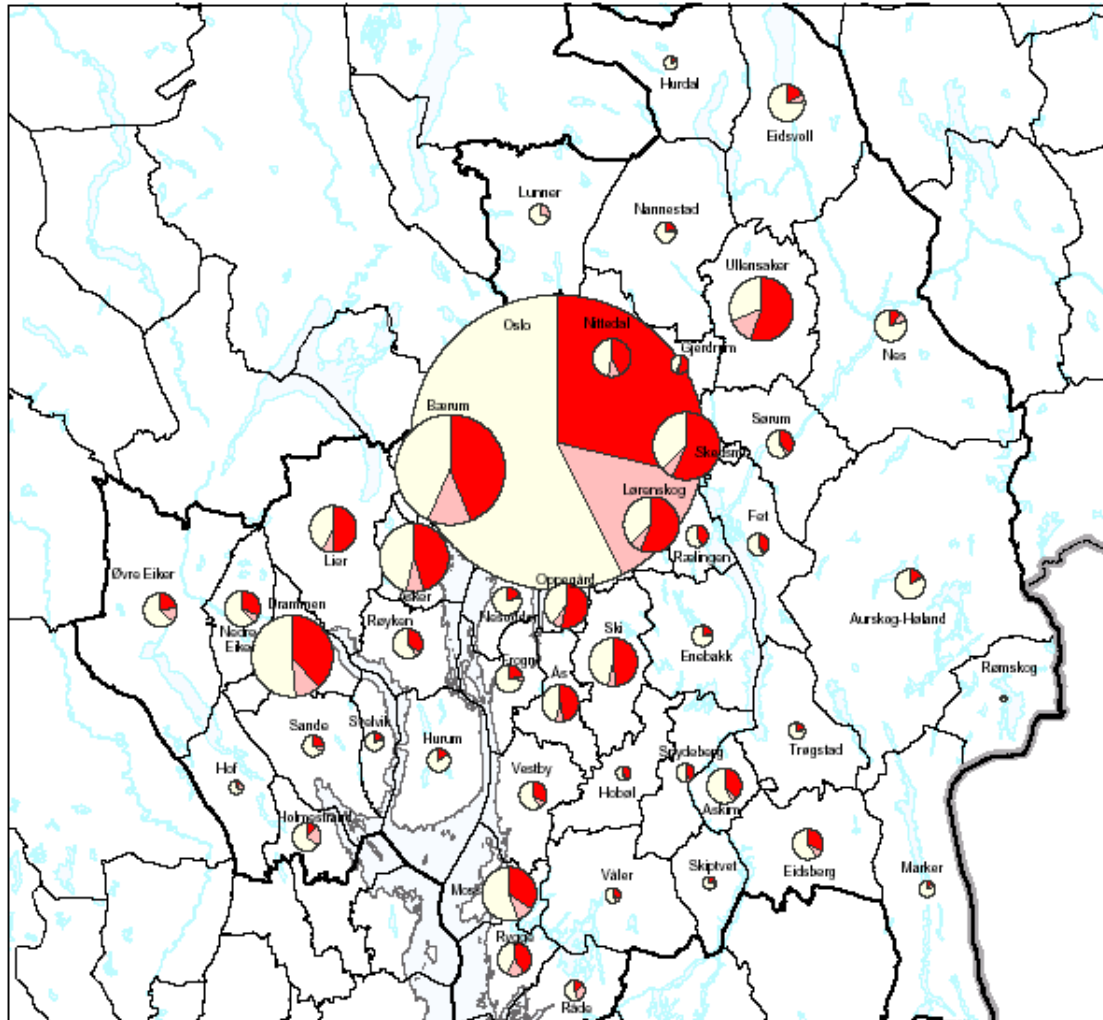 Hurdal
Eidsvoll
Lunner
Nannestad
Ullensaker
Oslo
Nittedal
Gjerdrum
Nes
Bærum
Sørum
Skedsmo
Lørenskog
Fet
Rælingen
Lier
Øvre Eiker
Asker
Oppegård
Nesodden
Aurskog-Høland
Drammen
Nedre
Eiker
Røyken
Ski
Enebakk
Frogn
Ås
Rømskog
Sande
Svelvik
Hurum
Trøgstad
Spydeberg
Hof
Vestby
Hobøl
Askim
Holmestrand
Moss
Våler
Skiptvet
Eidsberg
Marker
Rygge
Råde